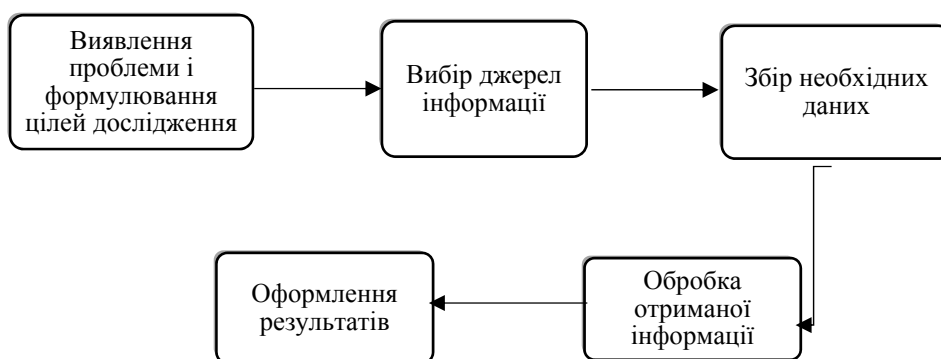 Виявлення
проблеми і
формулювання
цілей дослідження
Вибір джерел
інформації
Збір необхідних
даних
Обробка
отриманої
інформації
Оформлення
результатів